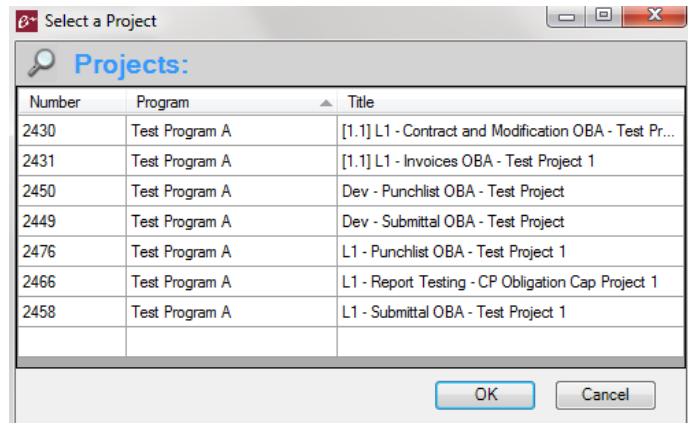 Select a Project
Projects:
Number Program Title
2430 Test Program A [1.1] L1 - Contract and Modification OBA - Test Pr...
2431 Test Program A [1.1] L1 - Invoices OBA - Test Project 1
2450 Test Program A Dev - Punchlist OBA - Test Project
2449 Test Program A Dev - Submittal OBA - Test Project
2476 Test Program A L1 - Punchlist OBA - Test Project 1
2466 Test Program A L1 - Report Testing - CP Obligation Cap Project 1
2458 Test Program A L1 - Submittal OBA - Test Project 1
OK Cancel